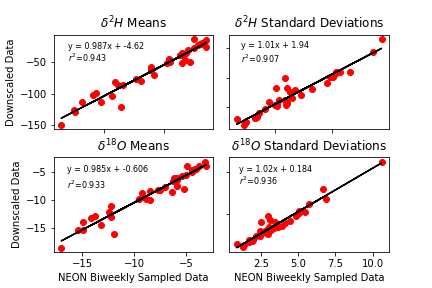 δ²H Means
δ²H Standard Deviations
Downscaled Data
y = 0.987x + -4.62
r²=0.943
−50
−100
−150
y = 1.01x + 1.94
r²=0.907
δ¹⁸O Means
δ¹⁸O Standard Deviations
Downscaled Data
y = 0.985x + -0.606
r²=0.933
−5
−10
−15
−15
−10
−5
NEON Biweekly Sampled Data
y = 1.02x + 0.184
r²=0.936
2.5
5.0
7.5
10.0
NEON Biweekly Sampled Data